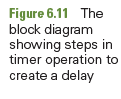 Figure 6.11 The
block diagram
showing steps in
timer operation to
create a delay